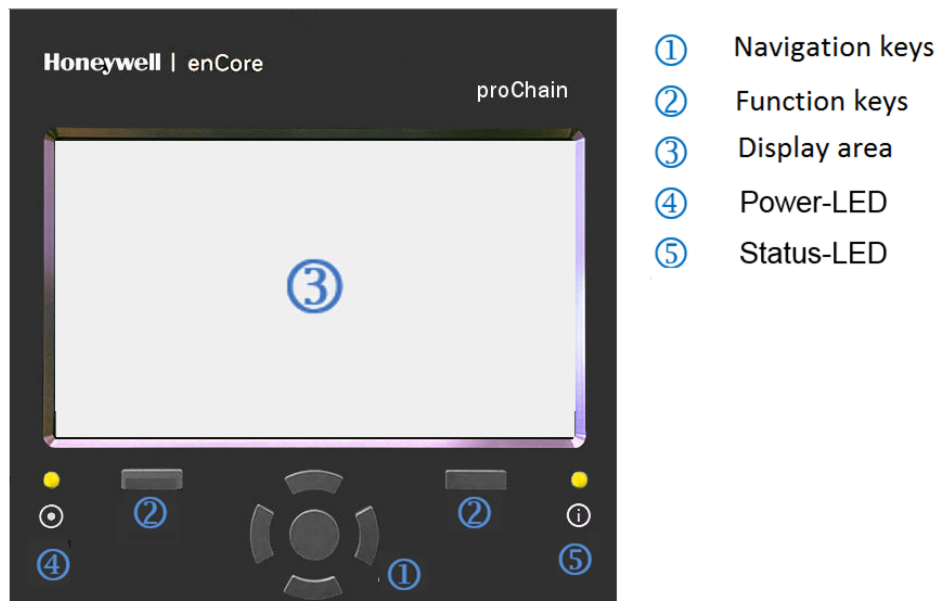 Honeywell | enCore
proChain
③
② ②
④ ① ⑤
① Navigation keys
② Function keys
③ Display area
④ Power-LED
⑤ Status-LED